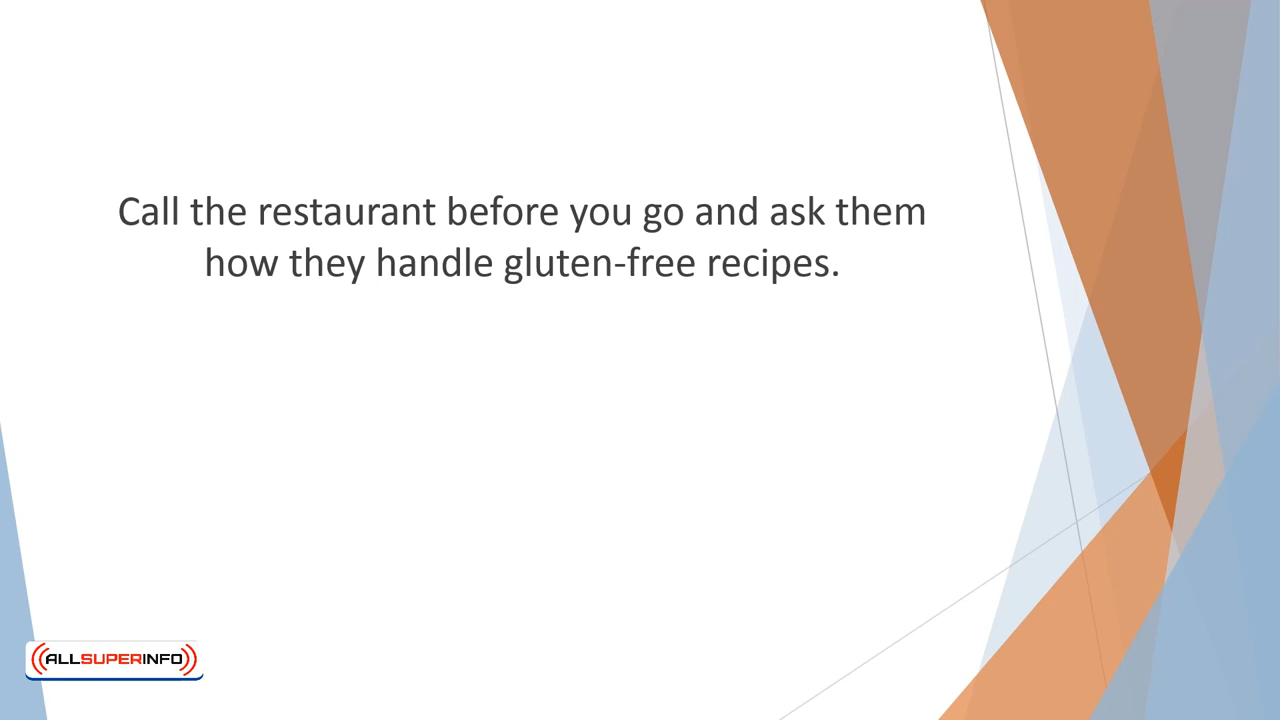 Call the restaurant before you go and ask them
how they handle gluten-free recipes.
ALLSUPERINFO